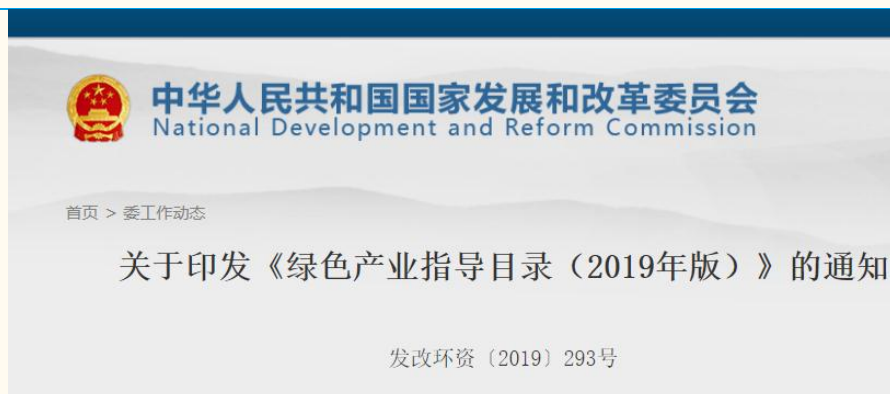 中华人民共和国国家发展和改革委员会
National Development and Reform Commission
首页 > 委工作动态
关于印发《绿色产业指导目录（2019年版）》的通知
发改环资〔2019〕293号